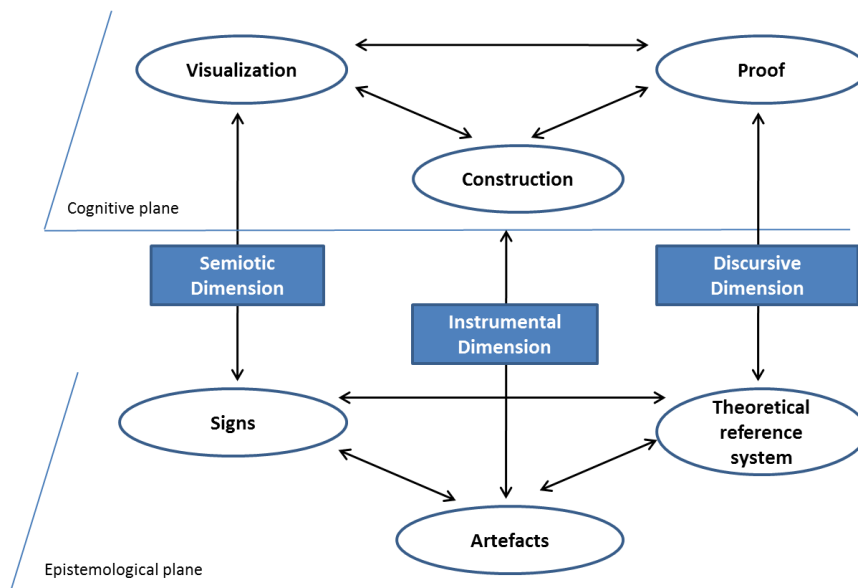 Visualization
Proof
Construction
Cognitive plane
Semiotic
Dimension
Discursive
Dimension
Instrumental
Dimension
Signs
Theoretical
reference
system
Artefacts
Epistemological plane